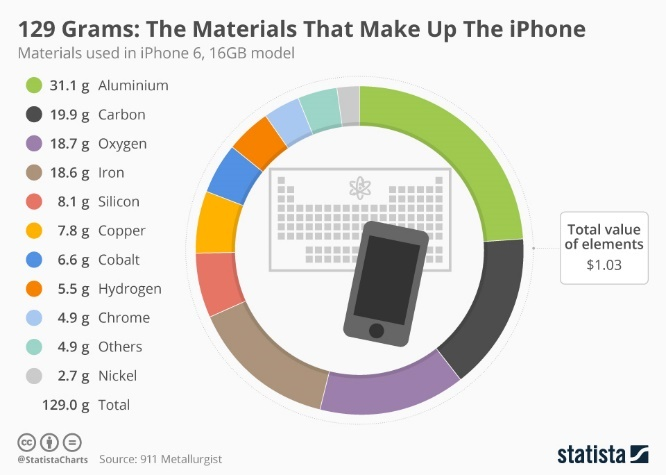 129 Grams: The Materials That Make Up The iPhone
Materials used in iPhone 6, 16GB model
31.1 g Aluminium
19.9 g Carbon
18.7 g Oxygen
18.6 g Iron
8.1 g Silicon
7.8 g Copper
6.6 g Cobalt
5.5 g Hydrogen
4.9 g Chrome
4.9 g Others
2.7 g Nickel
129.0 g Total
Total value
of elements
$1.03
cc
@StatistaCharts Source: 911 Metallurgist
statista